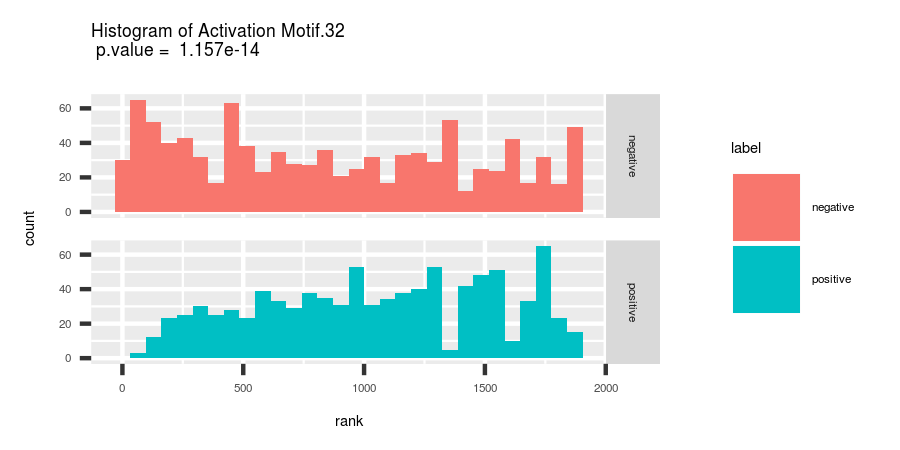 Histogram of Activation Motif.32
p.value = 1.157e-14
count
60
40
20
0
negative
60
40
20
0
positive
0 500 1000 1500 2000
rank
label
negative
positive